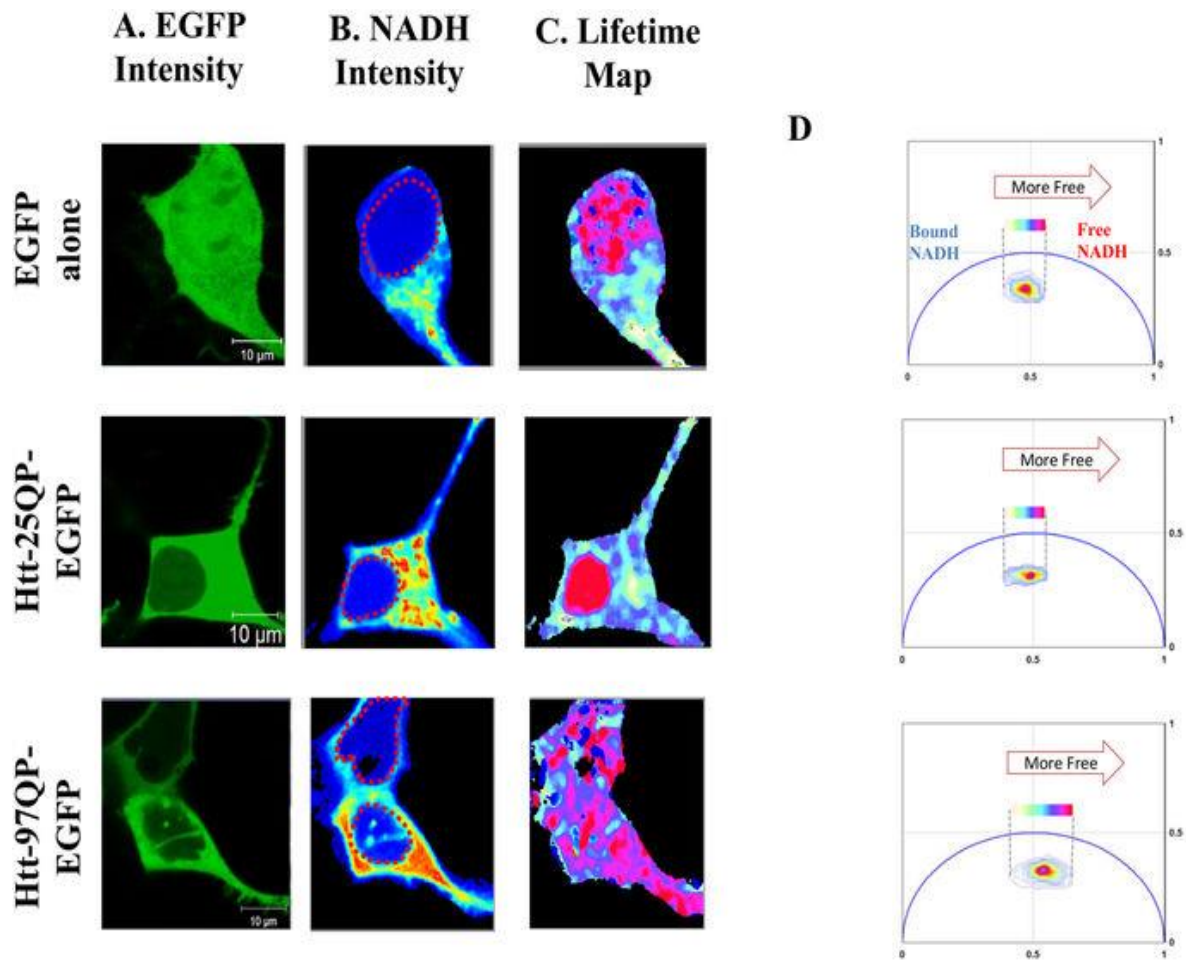 A. EGFP
Intensity
B. NADH
Intensity
C. Lifetime
Map
D
EGFP
alone
10 µm
1
More Free
Bound
NADH
Free
NADH
0.5
0
0
0.5
1
Htt-25QP-
EGFP
10 µm
1
More Free
0.5
0
0
0.5
1
Htt-97QP-
EGFP
10 µm
1
More Free
0.5
0
0
0.5
1